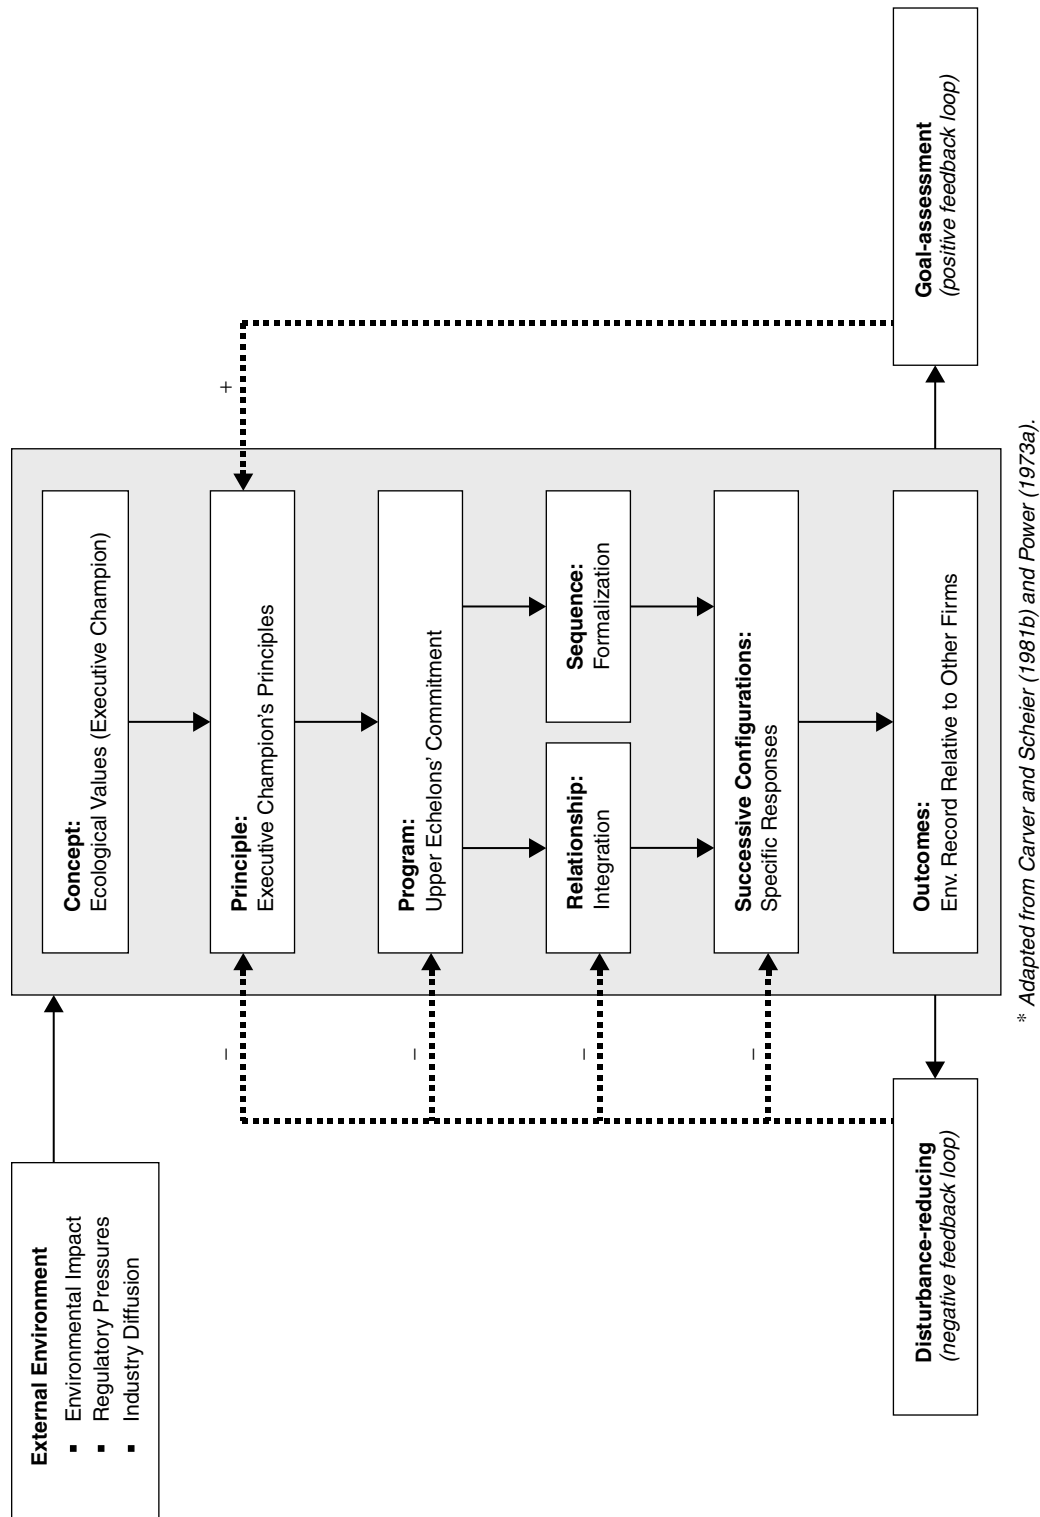 External Environment
▪ Environmental Impact
▪ Regulatory Pressures
▪ Industry Diffusion
Concept:
Ecological Values (Executive Champion)
Principle:
Executive Champion’s Principles
Program:
Upper Echelons’ Commitment
Relationship:
Integration
Sequence:
Formalization
Successive Configurations:
Specific Responses
Outcomes:
Env. Record Relative to Other Firms
–
–
–
–
+
Disturbance-reducing
(negative feedback loop)
Goal-assessment
(positive feedback loop)
* Adapted from Carver and Scheier (1981b) and Power (1973a).